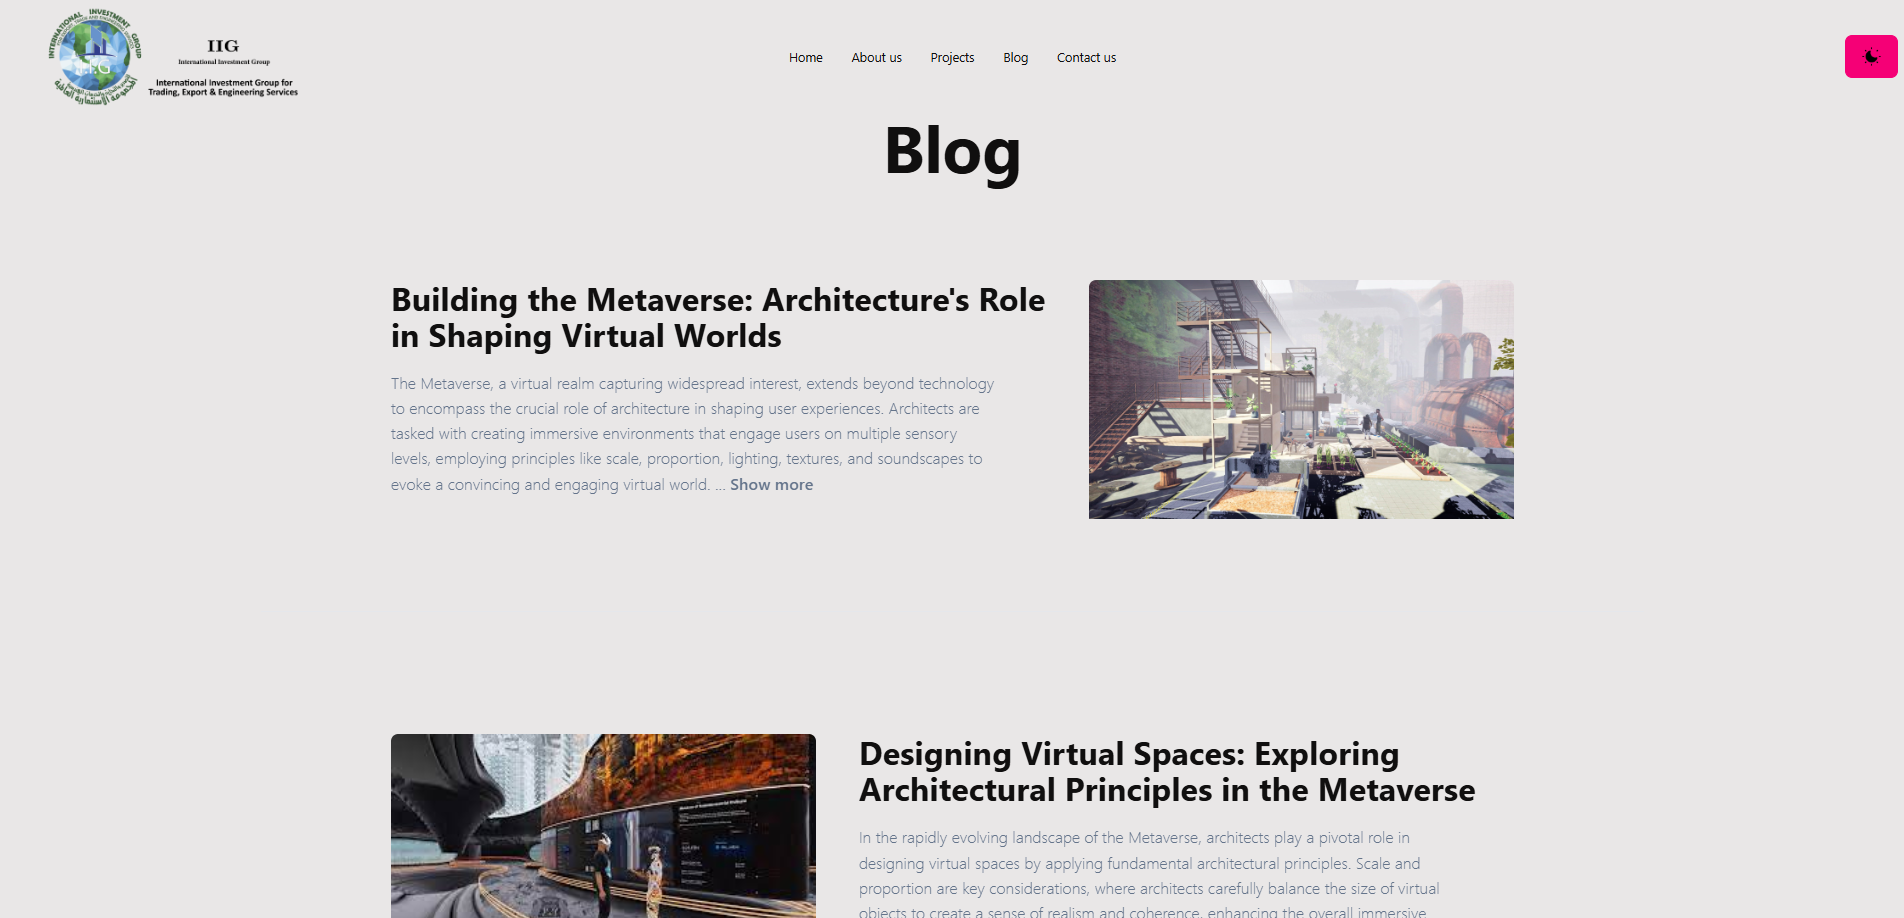 INTERNATIONAL INVESTMENT GROUP
I.I.G
IIG
International Investment Group
International Investment Group for
Trading, Export & Engineering Services
Home About us Projects Blog Contact us
Blog
Building the Metaverse: Architecture's Role
in Shaping Virtual Worlds
The Metaverse, a virtual realm capturing widespread interest, extends beyond technology
to encompass the crucial role of architecture in shaping user experiences. Architects are
tasked with creating immersive environments that engage users on multiple sensory
levels, employing principles like scale, proportion, lighting, textures, and soundscapes to
evoke a convincing and engaging virtual world. ... Show more
Designing Virtual Spaces: Exploring
Architectural Principles in the Metaverse
In the rapidly evolving landscape of the Metaverse, architects play a pivotal role in
designing virtual spaces by applying fundamental architectural principles. Scale and
proportion are key considerations, where architects carefully balance the size of virtual
objects to create a sense of realism and coherence, enhancing the overall immersive